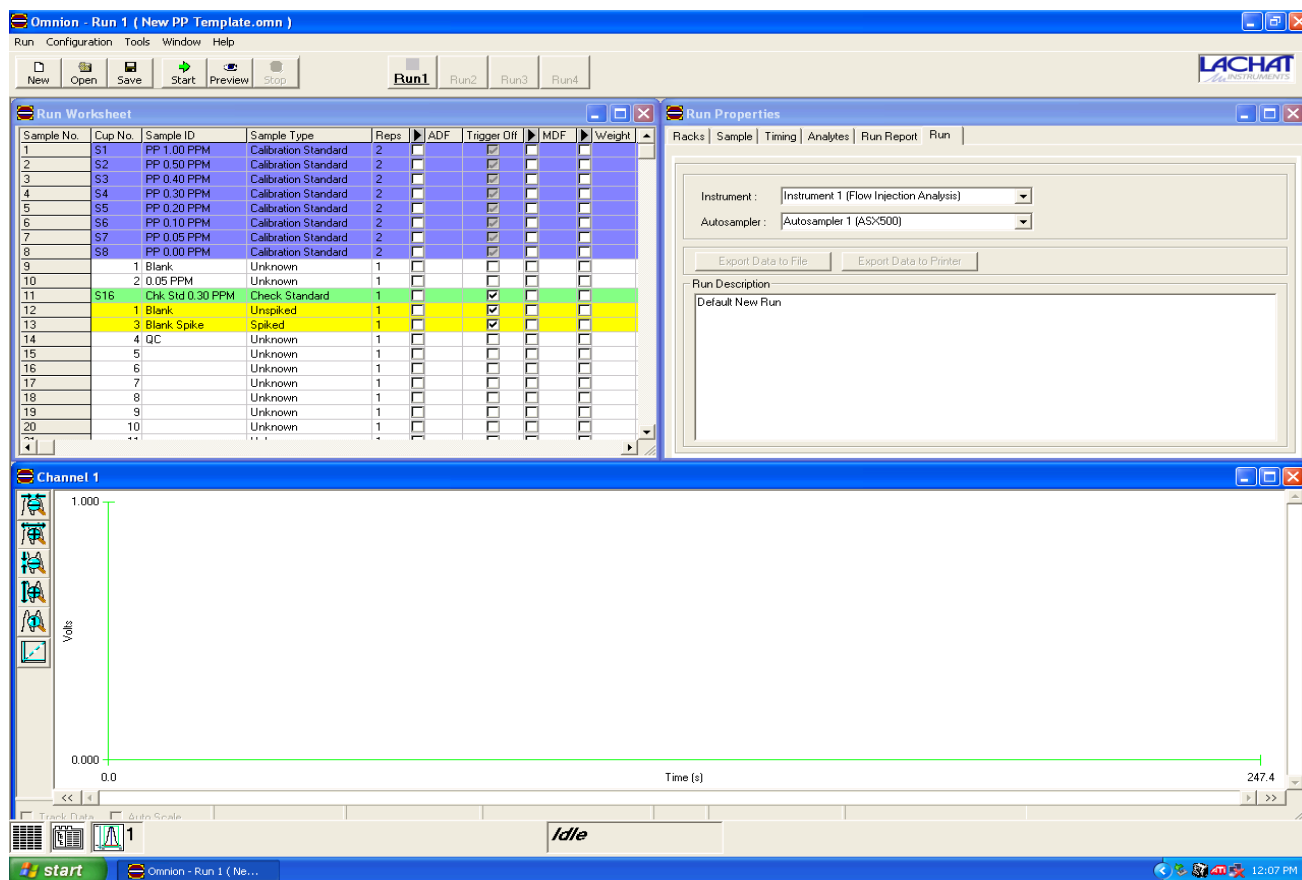 Omnion - Run 1 ( New PP Template.omn )
Run Configuration Tools Window Help
New Open Save Start Preview Stop Run1 Run2 Run3 Run4
LACHAT
INSTRUMENTS
Run Worksheet
Sample No. Cup No. Sample ID Sample Type Reps ADF Trigger Off MDF Weight
1 S1 PP 1.00 PPM Calibration Standard 2
2 S2 PP 0.50 PPM Calibration Standard 2
3 S3 PP 0.40 PPM Calibration Standard 2
4 S4 PP 0.30 PPM Calibration Standard 2
5 S5 PP 0.20 PPM Calibration Standard 2
6 S6 PP 0.10 PPM Calibration Standard 2
7 S7 PP 0.05 PPM Calibration Standard 2
8 S8 PP 0.00 PPM Calibration Standard 2
9 1 Blank Unknown 1
10 2 0.05 PPM Unknown 1
11 S16 Chk Std 0.30 PPM Check Standard 1
12 1 Blank Unspiked 1
13 3 Blank Spike Spiked 1
14 4 QC Unknown 1
15 5 Unknown 1
16 6 Unknown 1
17 7 Unknown 1
18 8 Unknown 1
19 9 Unknown 1
20 10 Unknown 1
Run Properties
Racks Sample Timing Analytes Run Report Run
Instrument : Instrument 1 (Flow Injection Analysis)
Autosampler : Autosampler 1 (ASX500)
Export Data to File Export Data to Printer
Run Description
Default New Run
Channel 1
1.000
Volts
0.000
0.0 Time (s) 247.4
<< >>
Track Data Auto Scale
1 Idle
start Omnion - Run 1 ( Ne... 12:07 PM